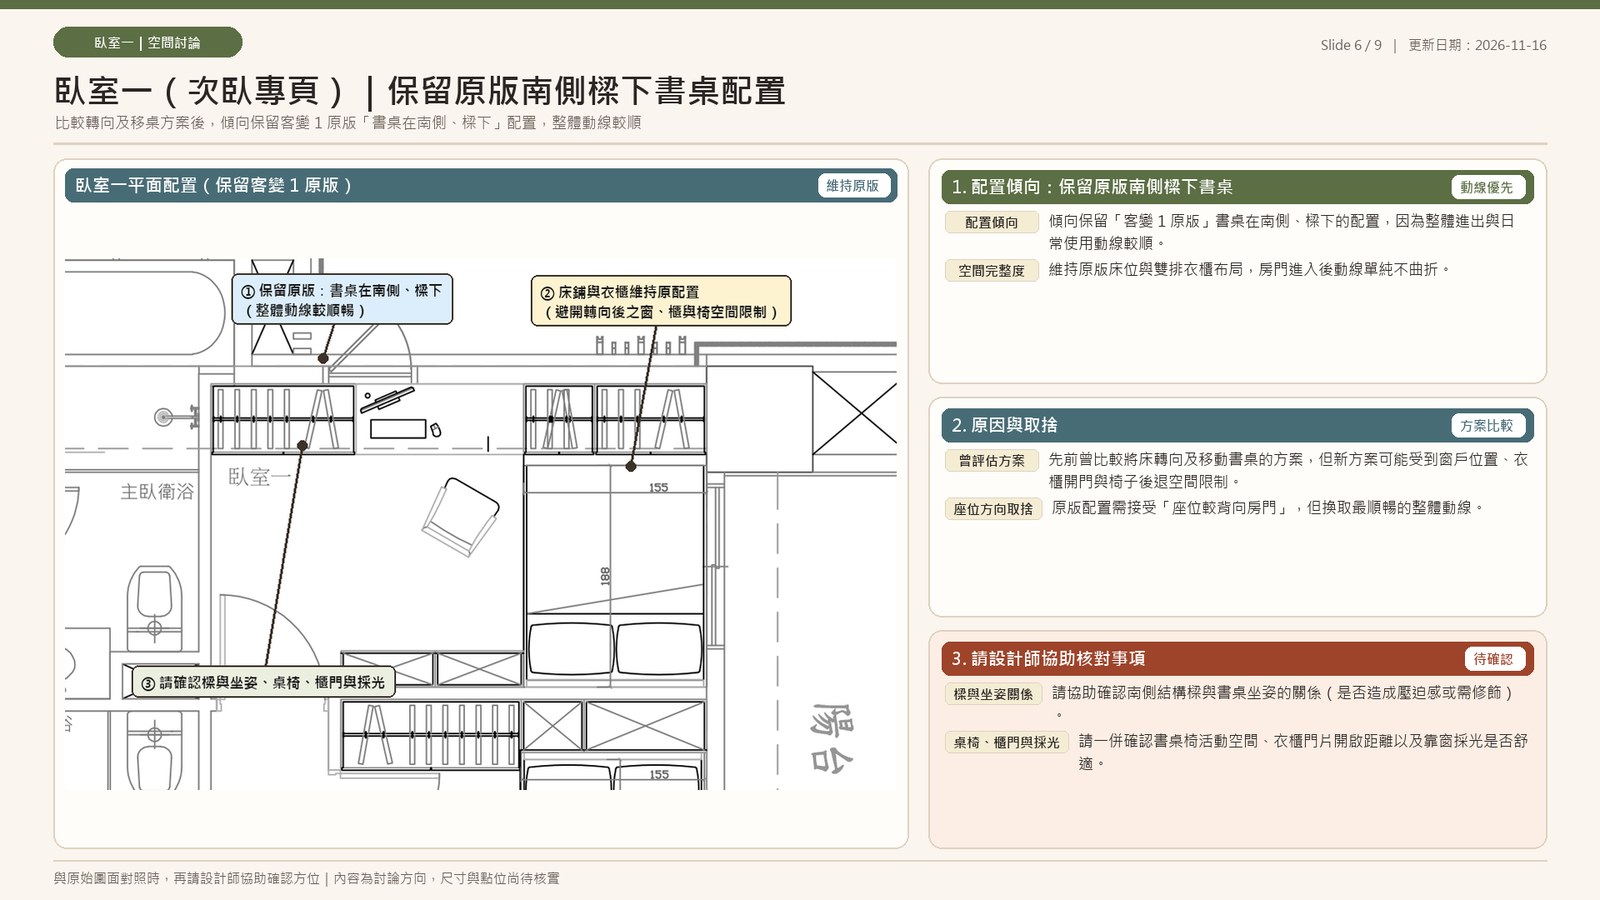 臥室一 | 空間討論
Slide 6 / 9 | 更新日期：2026-11-16
臥室一（次臥專頁）｜保留原版南側樑下書桌配置
比較轉向及移桌方案後，傾向保留客變 1 原版「書桌在南側、樑下」配置，整體動線較順
臥室一平面配置（保留客變 1 原版）
維持原版
① 保留原版：書桌在南側、樑下
（整體動線較順暢）
② 床鋪與衣櫃維持原配置
（避開轉向後之窗、櫃與椅空間限制）
臥室一
主臥衛浴
155
188
③ 請確認樑與坐姿、桌椅、櫃門與採光
浴
陽台
155
1. 配置傾向：保留原版南側樑下書桌
動線優先
配置傾向
傾向保留「客變 1 原版」書桌在南側、樑下的配置，因為整體進出與日
常使用動線較順。
空間完整度
維持原版床位與雙排衣櫃布局，房門進入後動線單純不曲折。
2. 原因與取捨
方案比較
曾評估方案
先前曾比較將床轉向及移動書桌的方案，但新方案可能受到窗戶位置、衣
櫃開門與椅子後退空間限制。
座位方向取捨
原版配置需接受「座位較背向房門」，但換取最順暢的整體動線。
3. 請設計師協助核對事項
待確認
樑與坐姿關係
請協助確認南側結構樑與書桌坐姿的關係（是否造成壓迫感或需修飾）
。
桌椅、櫃門與採光
請一併確認書桌椅活動空間、衣櫃門片開啟距離以及靠窗採光是否舒
適。
與原始圖面對照時，再請設計師協助確認方位｜內容為討論方向，尺寸與點位尚待核實